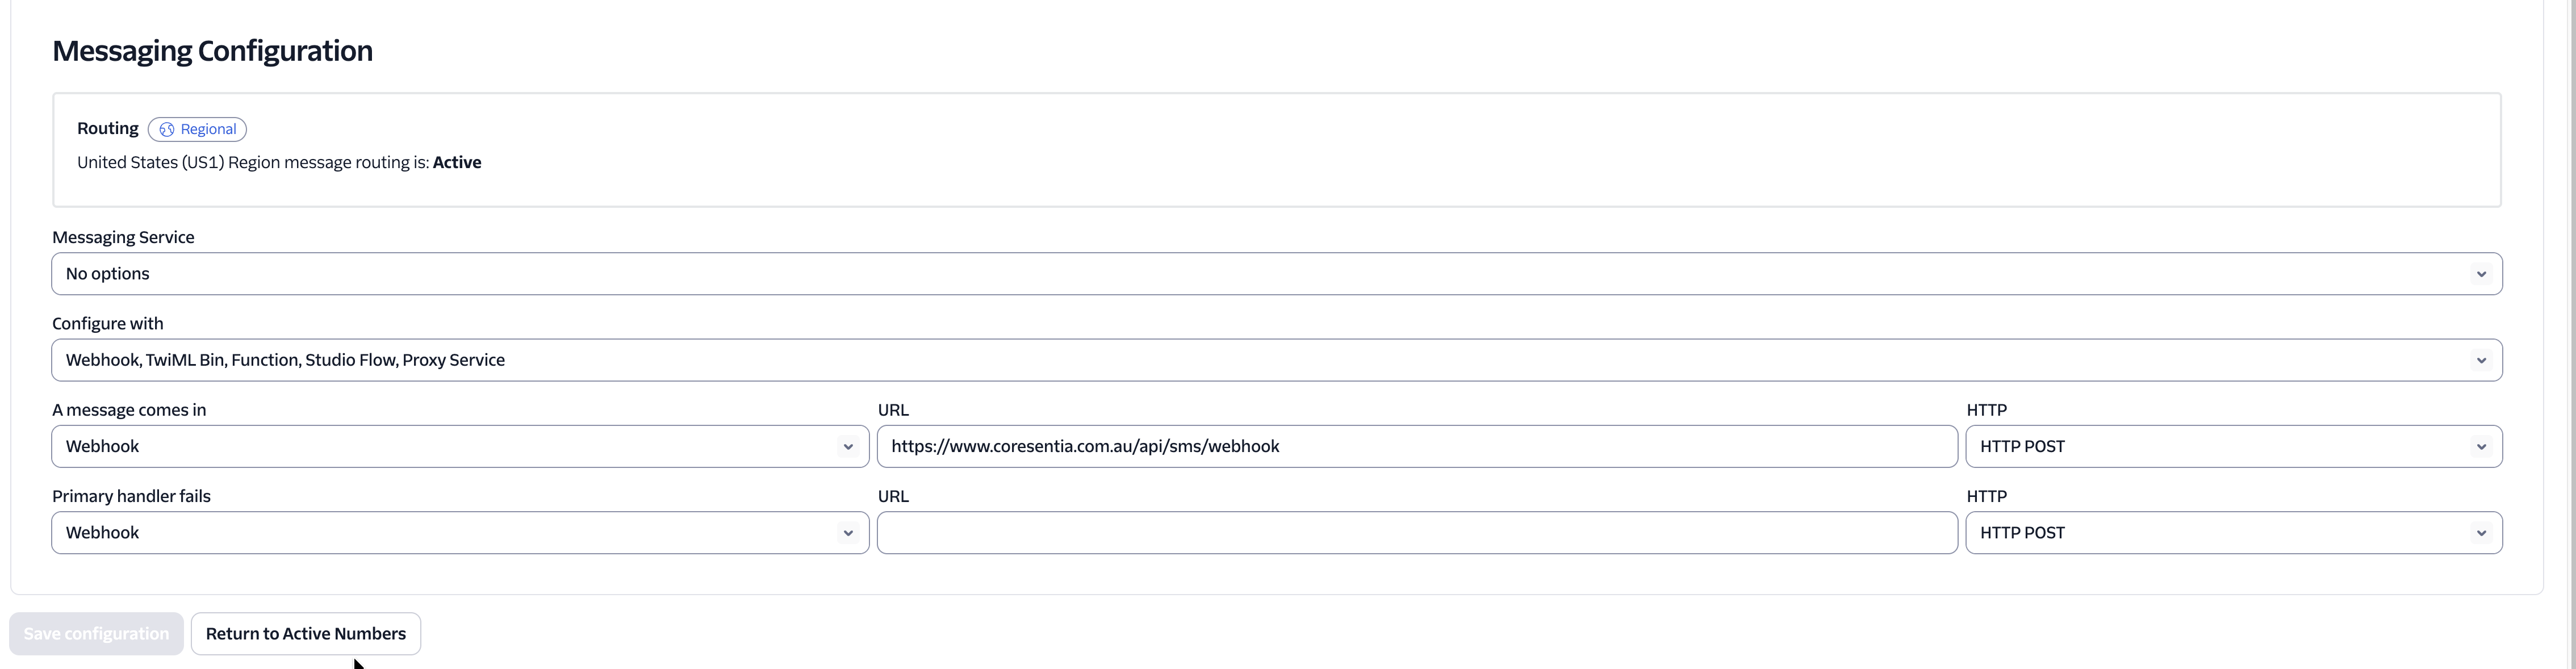 Messaging Configuration
Routing Regional
United States (US1) Region message routing is: Active
Messaging Service
No options
Configure with
Webhook, TwiML Bin, Function, Studio Flow, Proxy Service
A message comes in URL HTTP
Webhook https://www.coresentia.com.au/api/sms/webhook HTTP POST
Primary handler fails URL HTTP
Webhook HTTP POST
Save configuration Return to Active Numbers